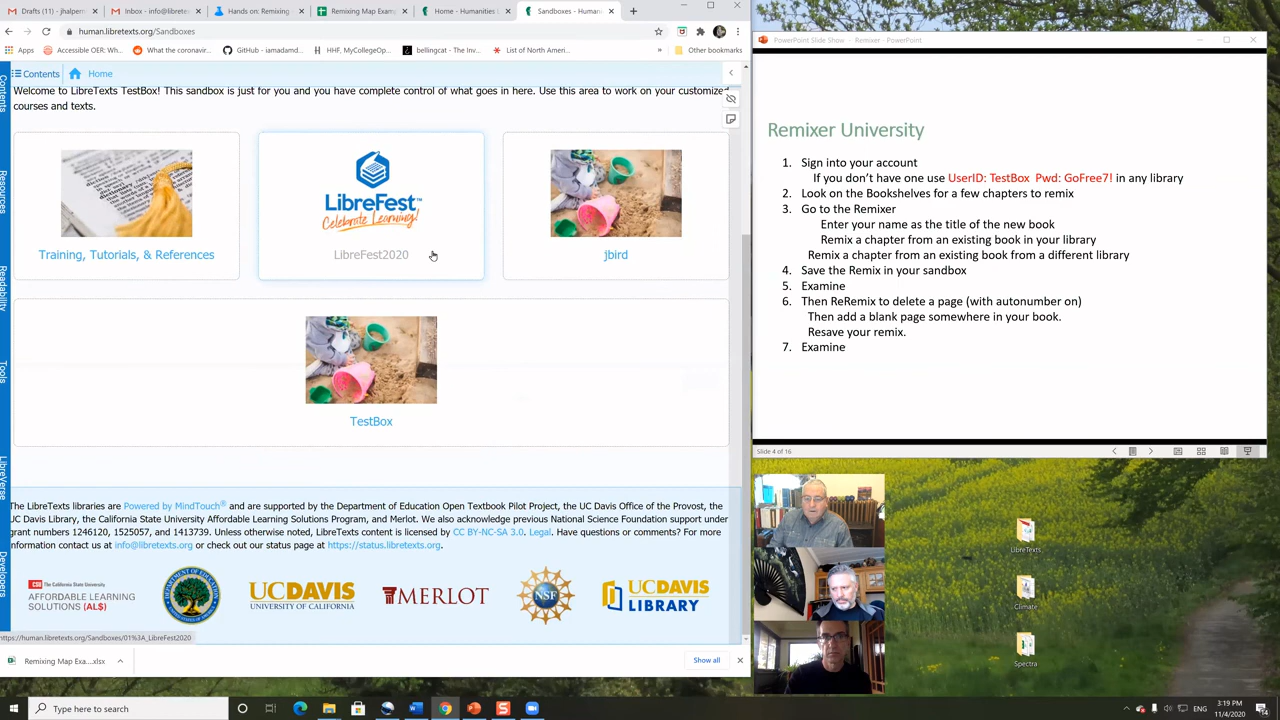 Drafts (16) - jhalpern
Inbox - info@libretex
Hands on: Remixing
Remixing Map Exam
Home - Humanities L
Sandboxes - Human
human.libretexts.org/Sandboxes
Apps
GitHub - iamadamd...
HHF, MyCollegeOp...
bellingcat - The Inv...
List of North Ameri...
Other bookmarks
Contents
Home
Contents
Resources
Readability
Tools
LibreVerse
Developers
Welcome to LibreTexts TestBox! This sandbox is just for you and you have complete control of what goes in here. Use this area to work on your customized
courses and texts.
LibreFest™
Celebrate Learning!
Training, Tutorials, & References
LibreFest2020
jbird
TestBox
The LibreTexts libraries are Powered by MindTouch® and are supported by the Department of Education Open Textbook Pilot Project, the UC Davis Office of the Provost, the
UC Davis Library, the California State University Affordable Learning Solutions Program, and Merlot. We also acknowledge previous National Science Foundation support under
grant numbers 1246120, 1525057, and 1413739. Unless otherwise noted, LibreTexts content is licensed by CC BY-NC-SA 3.0. Legal. Have questions or comments? For more
information contact us at info@libretexts.org or check out our status page at https://status.libretexts.org.
CSU The California State University
AFFORDABLE LEARNING
SOLUTIONS (AL$)
UCDAVIS
UNIVERSITY OF CALIFORNIA
MERLOT
NSF
UCDAVIS
LIBRARY
https://human.libretexts.org/Sandboxes/01%3A_LibreFest2020
Remixing Map Exa....xlsx
Show all
Type here to search
PowerPoint Slide Show - Remixer - PowerPoint
Remixer University
1. Sign into your account
If you don't have one use UserID: TestBox Pwd: GoFree7! in any library
2. Look on the Bookshelves for a few chapters to remix
3. Go to the Remixer
Enter your name as the title of the new book
Remix a chapter from an existing book in your library
Remix a chapter from an existing book from a different library
4. Save the Remix in your sandbox
5. Examine
6. Then ReRemix to delete a page (with autonumber on)
Then add a blank page somewhere in your book.
Resave your remix.
7. Examine
Slide 4 of 16
LibreTexts
Climate
Spectra
ENG
3:19 PM
11/4/2020